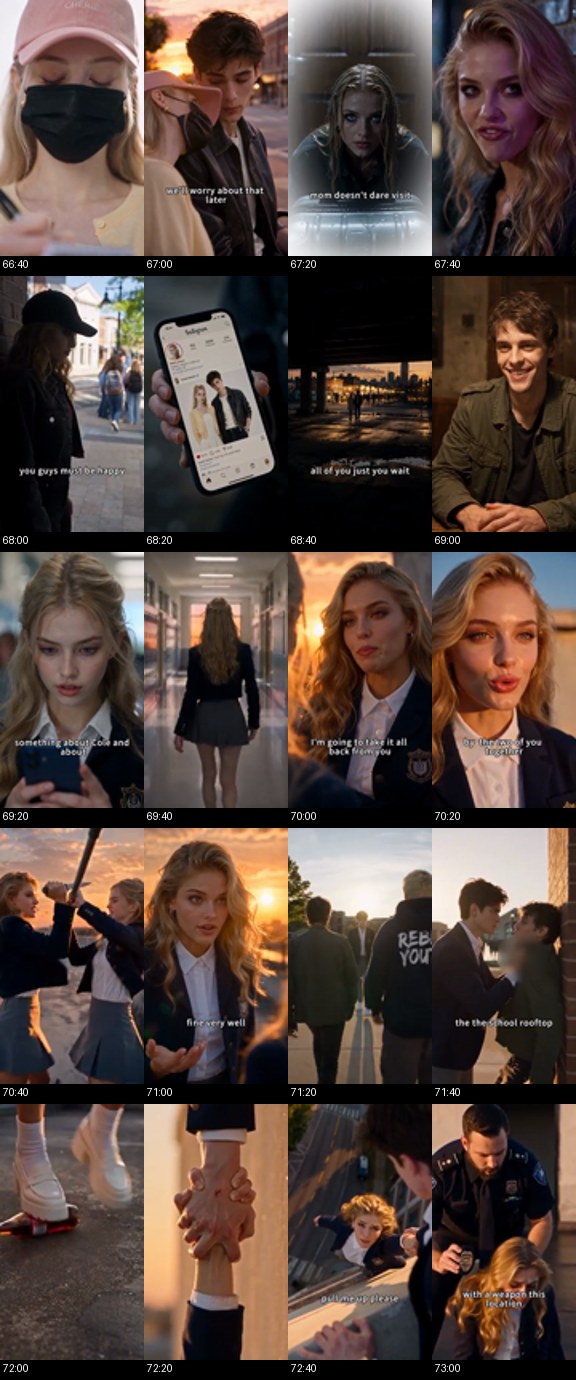 66:40
67:00
67:20
67:40
we'll worry about that
later
mom doesn't dare visit
68:00
68:20
68:40
69:00
you guys must be happy
Instagram
all of you just you wait
69:20
69:40
70:00
70:20
something about Cole and
about
I'm going to take it all
back from you
by the two of you
together
70:40
71:00
71:20
71:40
fine very well
REB
YOUT
the the school rooftop
72:00
72:20
72:40
73:00
pull me up please
with a weapon this
location